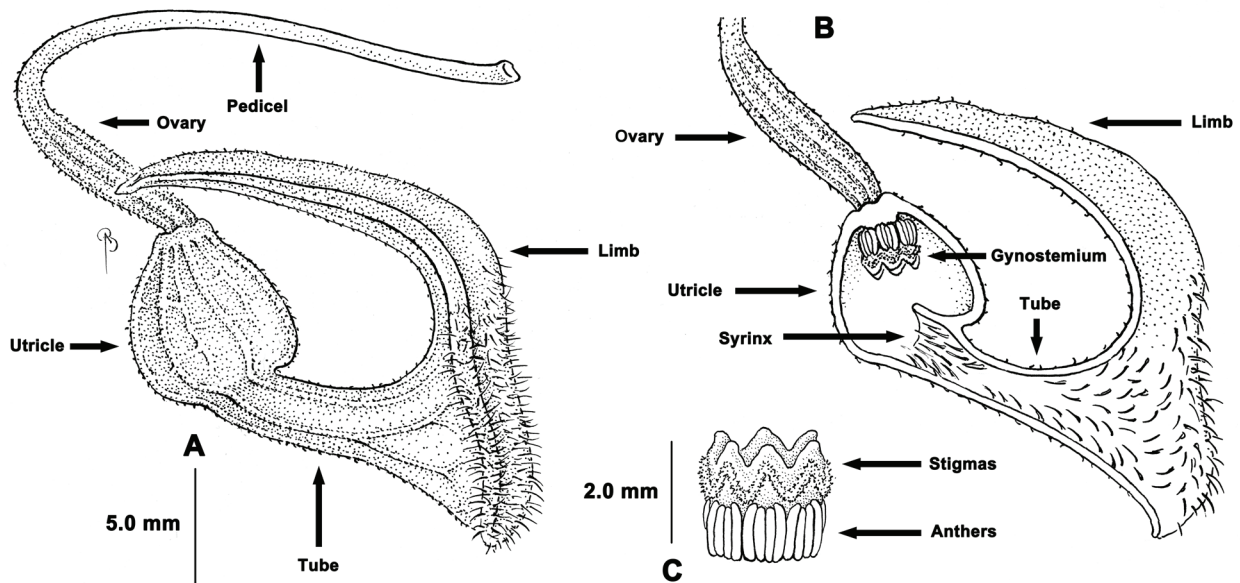 Pedicel
Ovary
Limb
Utricle
A
5.0 mm
Tube
B
Ovary
Limb
Gynostemium
Utricle
Tube
Syrinx
2.0 mm
Stigmas
Anthers
C